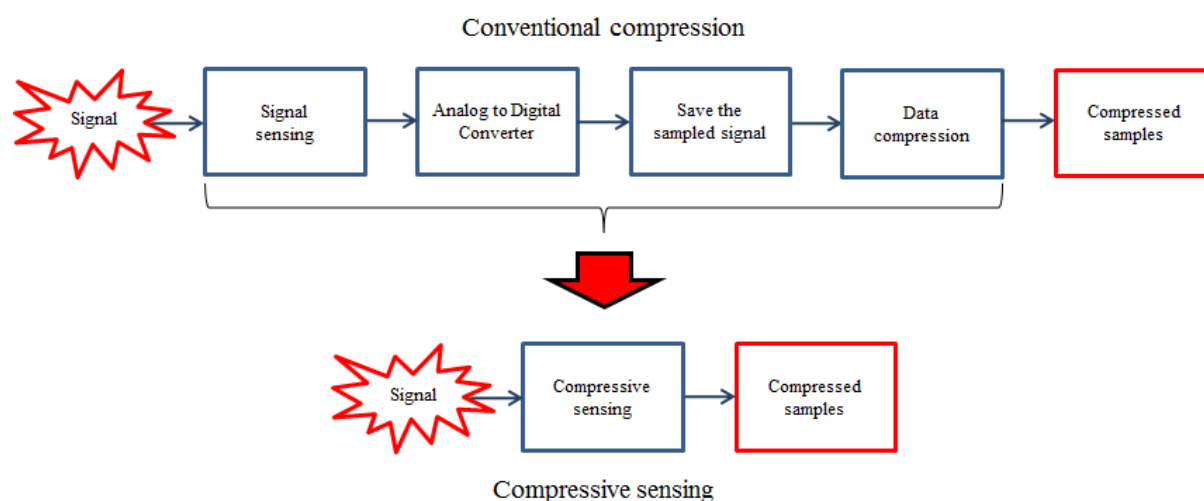 Conventional compression
Signal
Signal
sensing
Analog to Digital
Converter
Save the
sampled signal
Data
compression
Compressed
samples
Signal
Compressive
sensing
Compressed
samples
Compressive sensing